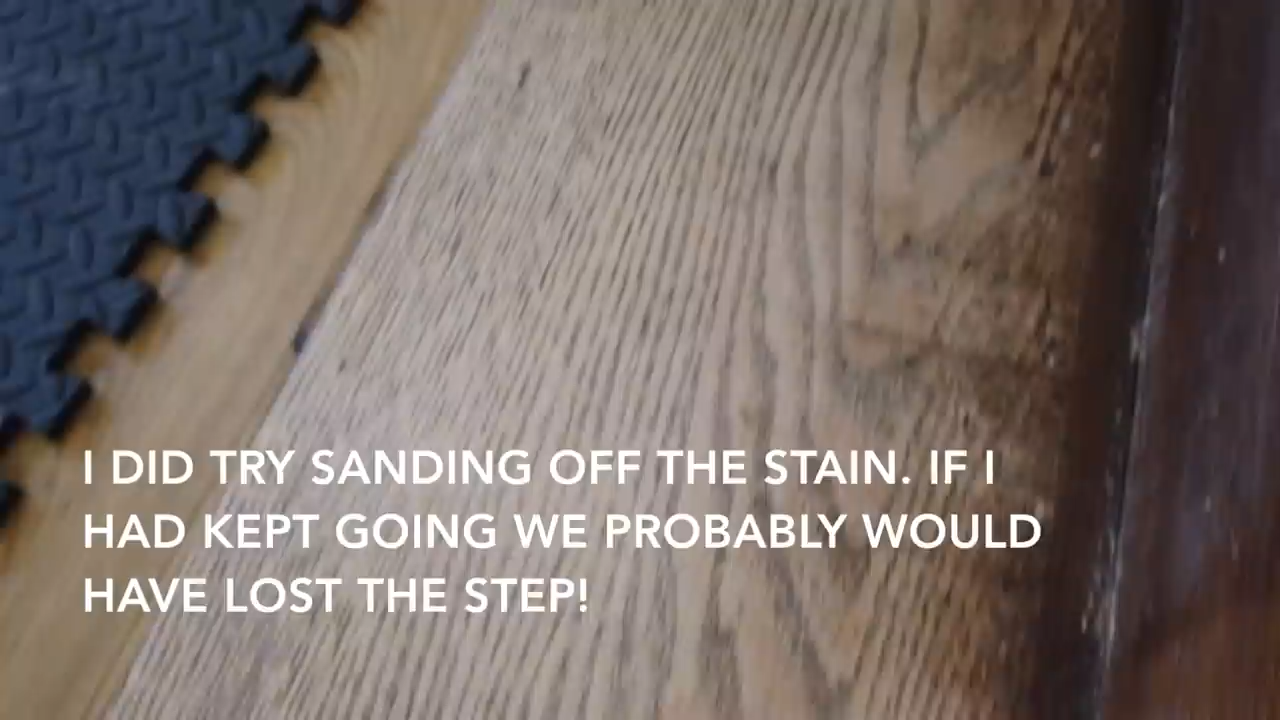 I DID TRY SANDING OFF THE STAIN. IF I
HAD KEPT GOING WE PROBABLY WOULD
HAVE LOST THE STEP!